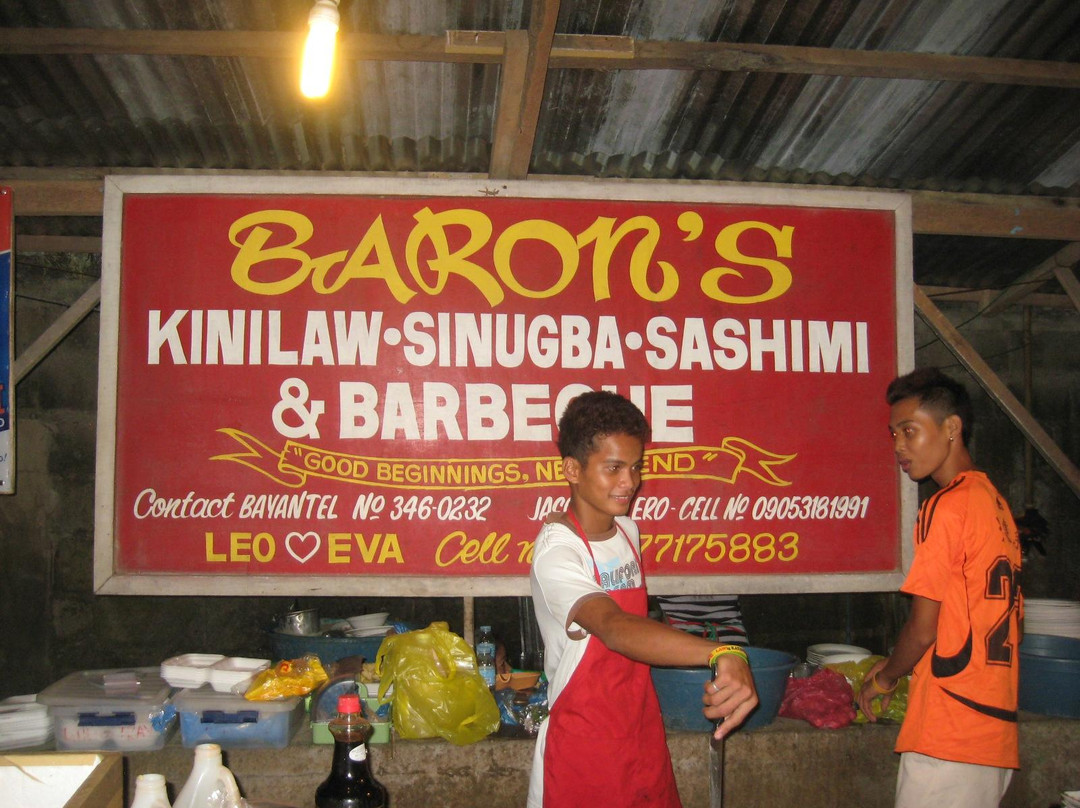 BARON'S
KINILAW • SINUGBA • SASHIMI
& BARBECUE
"GOOD BEGINNINGS, END"
Contact BAYANTEL Nº 346-0232 ERO - CELL Nº 09053181991
LEO ♡ EVA Cell 77175883
CALIFORNIA